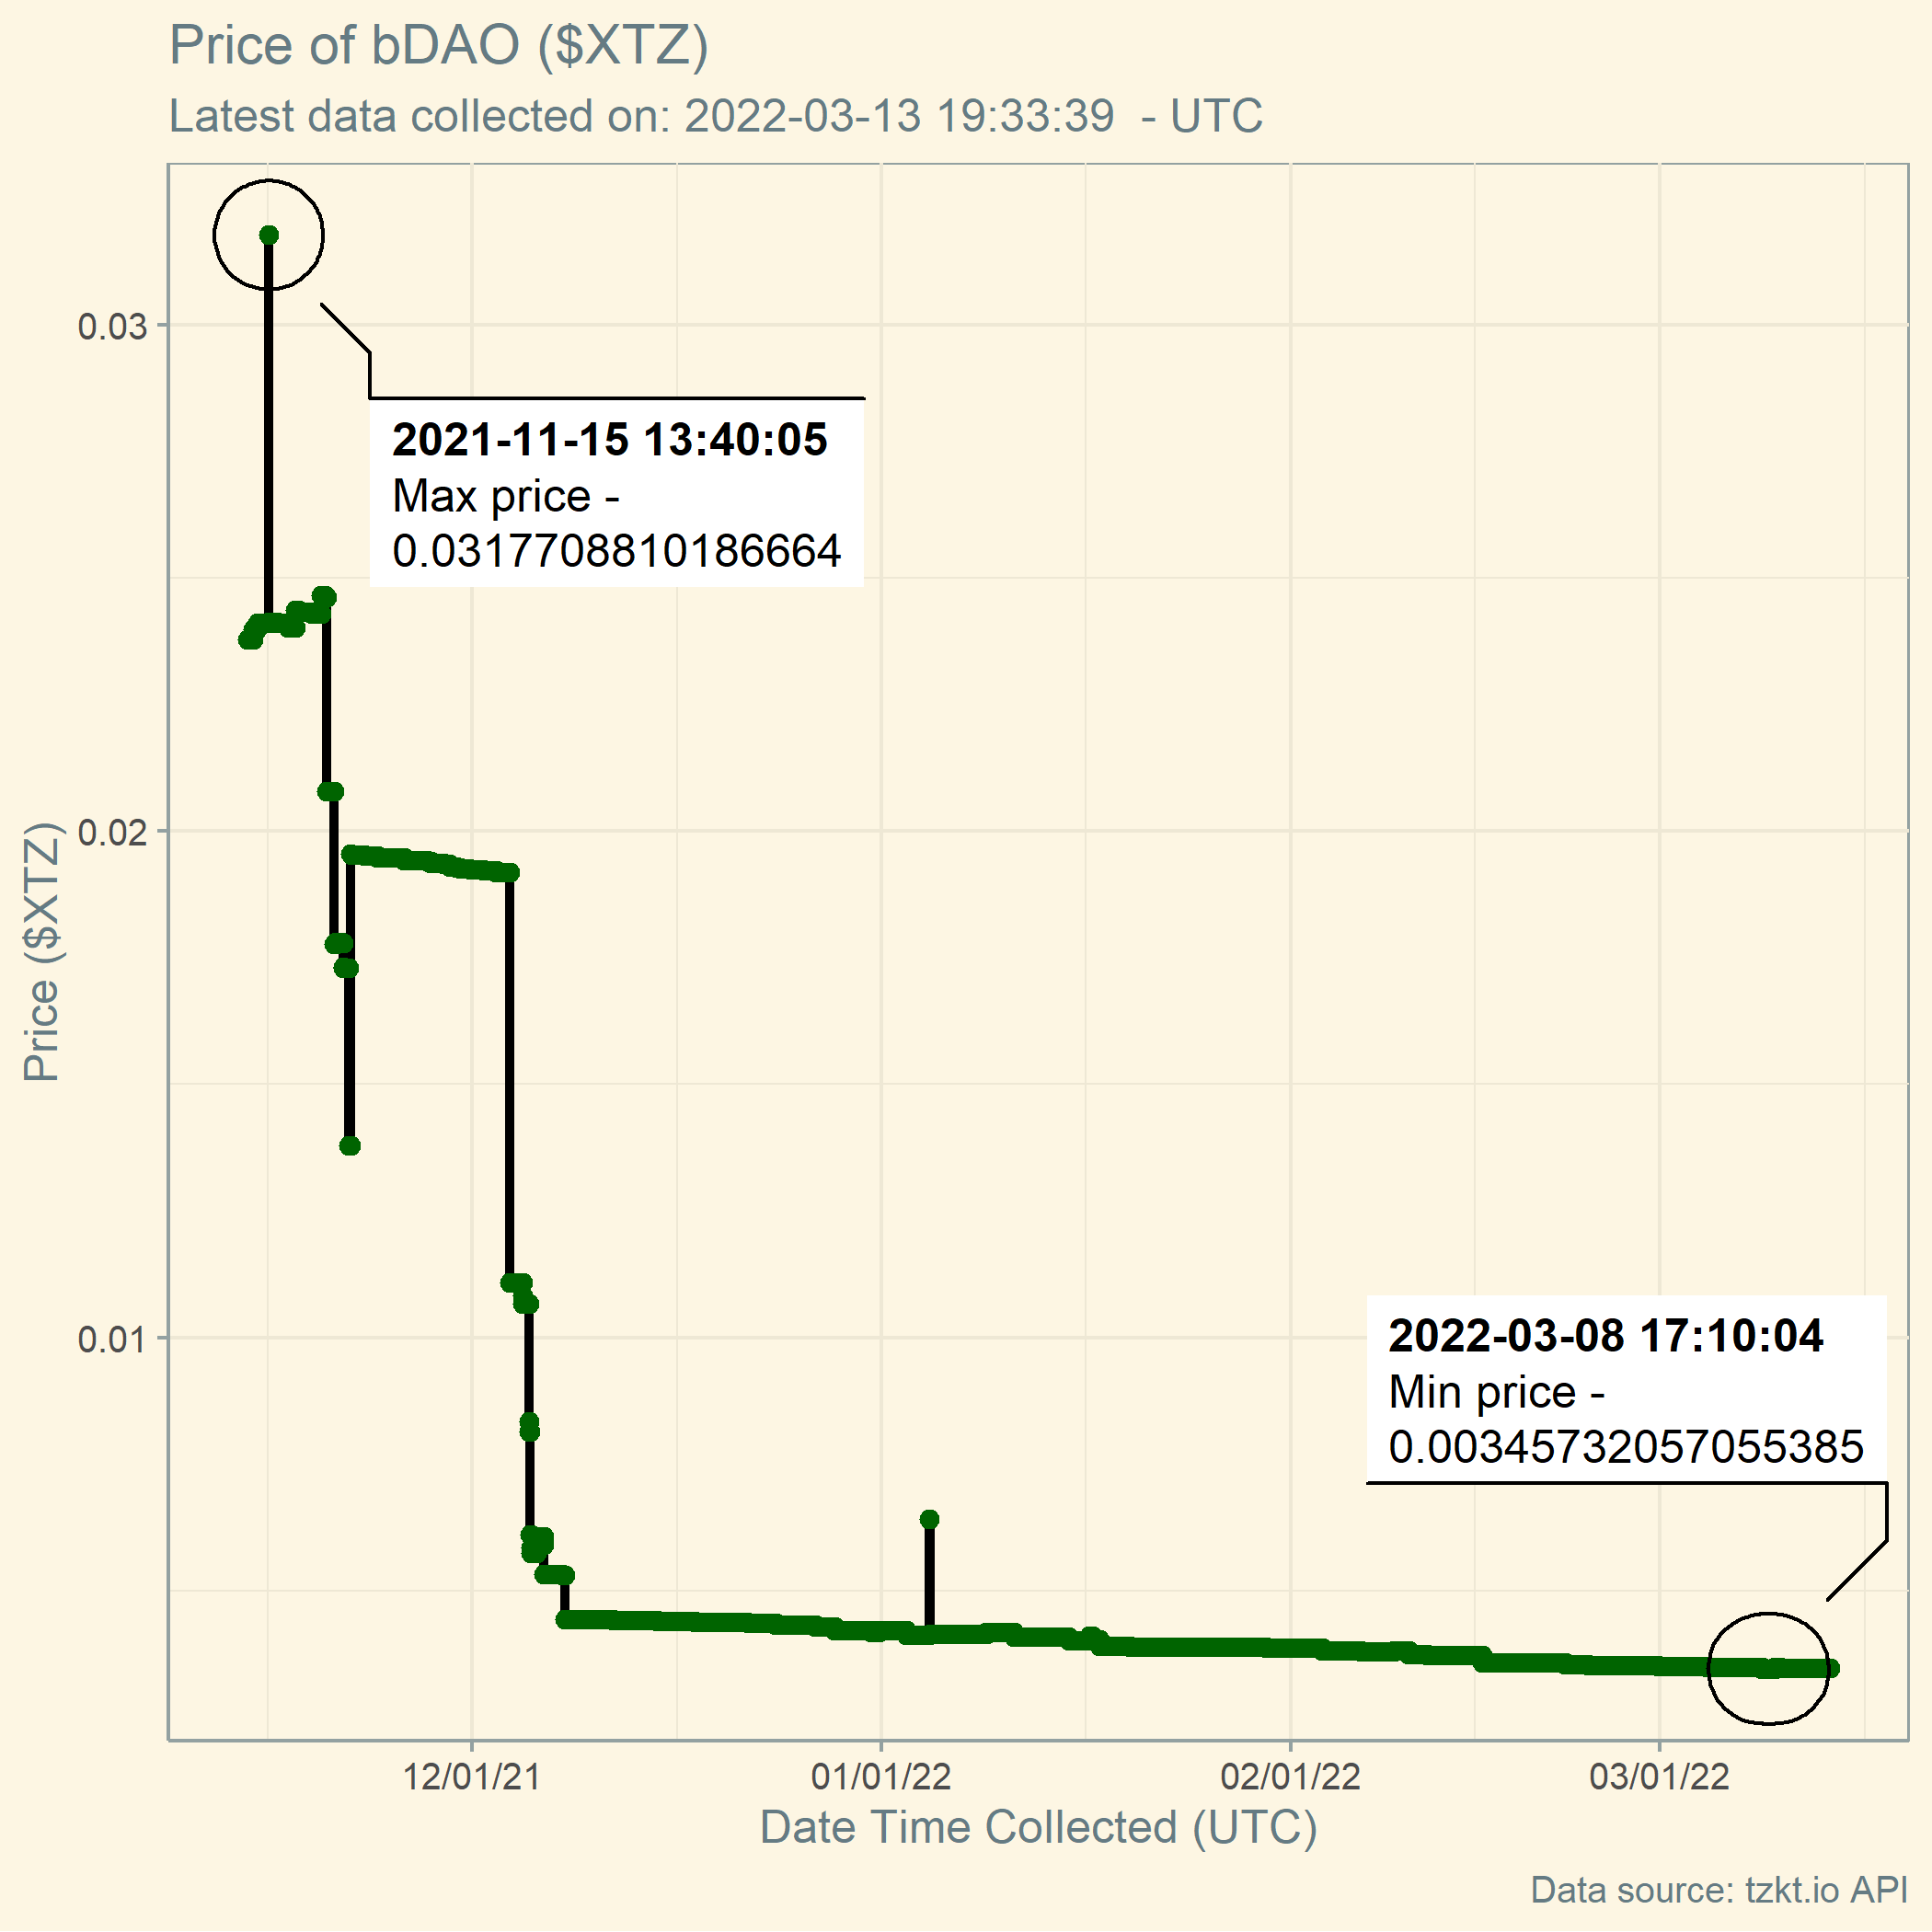 Price of bDAO ($XTZ)
Latest data collected on: 2022-03-13 19:33:39  - UTC
0.03
0.02
0.01
Price ($XTZ)
2021-11-15 13:40:05
Max price -
0.0317708810186664
2022-03-08 17:10:04
Min price -
0.00345732057055385
12/01/21
01/01/22
02/01/22
03/01/22
Date Time Collected (UTC)
Data source: tzkt.io API